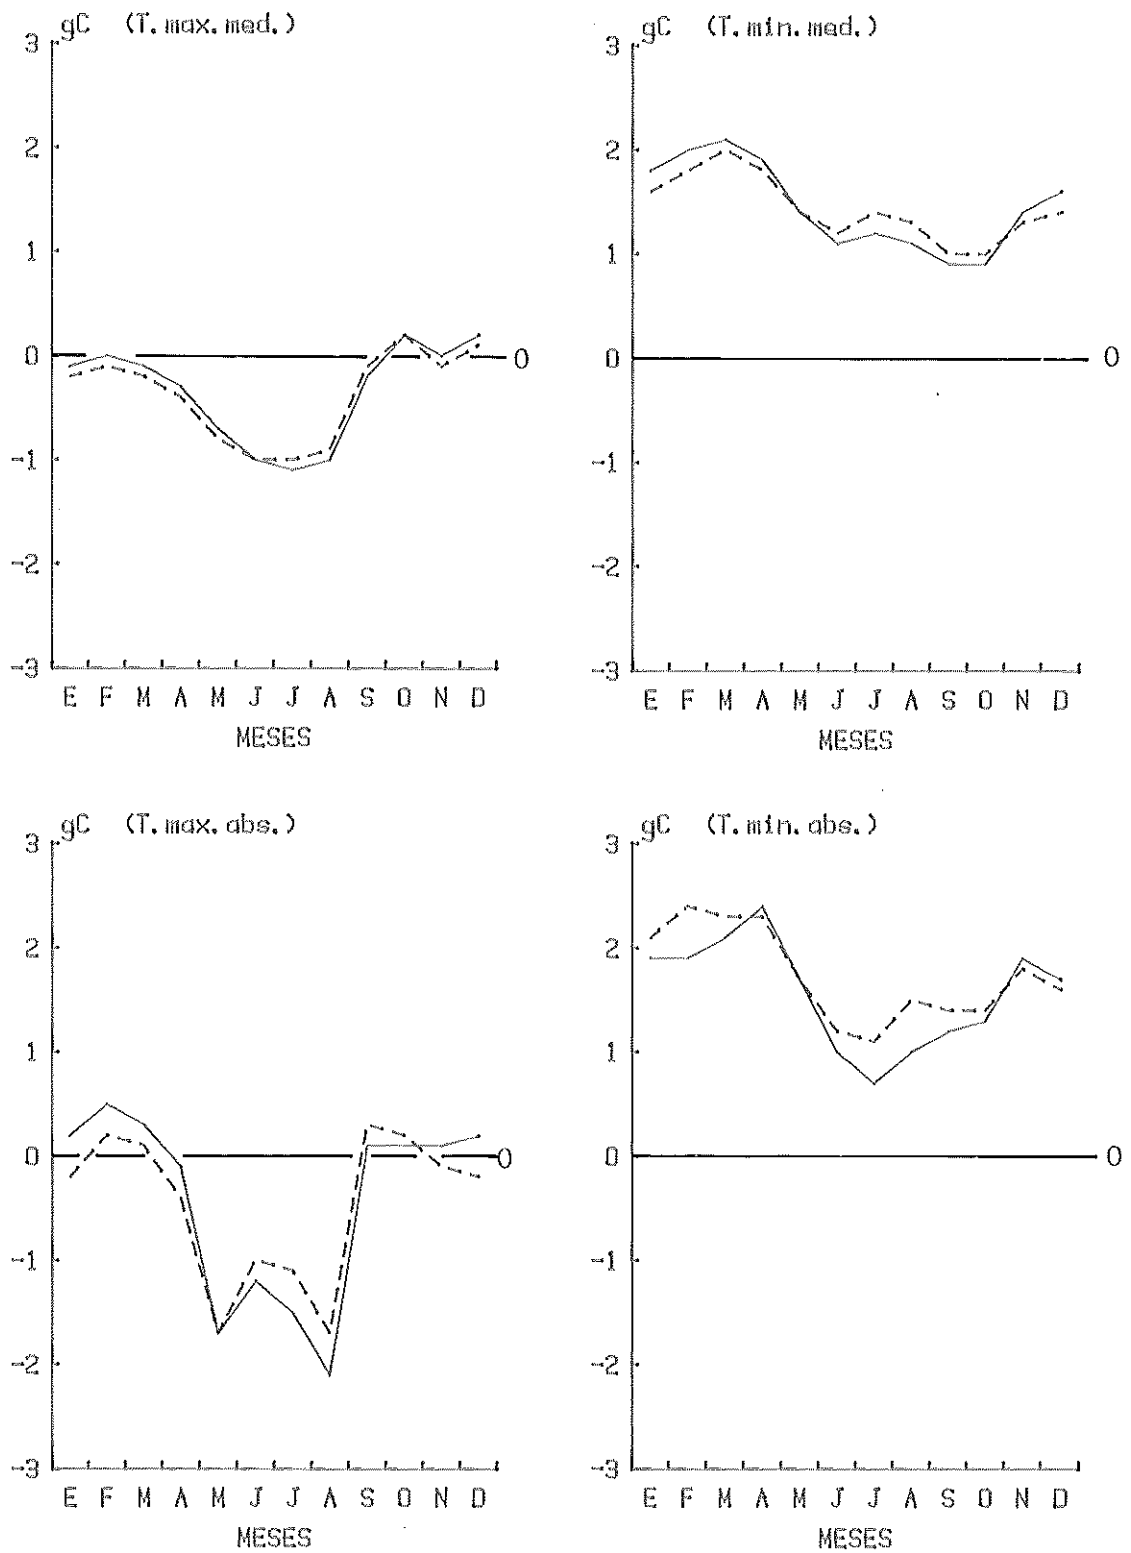 gC (T.max.med.)
3
2
1
0
-1
-2
-3
0
E F M A M J J A S O N D
MESES
gC (T.min.med.)
3
2
1
0
-1
-2
-3
0
E F M A M J J A S O N D
MESES
gC (T.max.abs.)
3
2
1
0
-1
-2
-3
0
E F M A M J J A S O N D
MESES
gC (T.min.abs.)
3
2
1
0
-1
-2
-3
0
E F M A M J J A S O N D
MESES